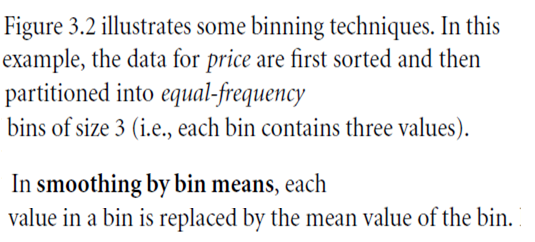 Figure 3.2 illustrates some binning techniques. In this
example, the data for price are first sorted and then
partitioned into equal-frequency
bins of size 3 (i.e., each bin contains three values).
In smoothing by bin means, each
value in a bin is replaced by the mean value of the bin.